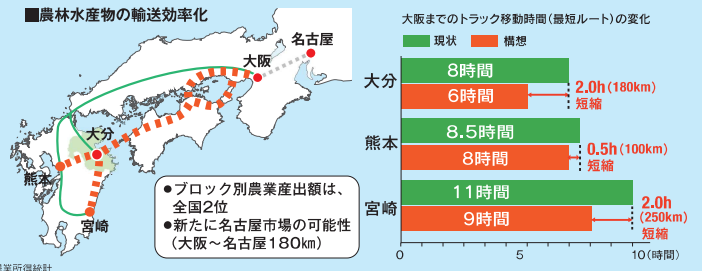 ■農林水産物の輸送効率化
名古屋
大阪
大分
熊本
宮崎
●ブロック別農業産出額は、
全国2位
●新たに名古屋市場の可能性
(大阪～名古屋180㎞)
農業所得統計
大阪までのトラック移動時間(最短ルート)の変化
現状 構想
大分
8時間
6時間
2.0h(180km)
短縮
熊本
8.5時間
8時間
0.5h(100km)
短縮
宮崎
11時間
9時間
2.0h
(250km)
短縮
0 5 10(時間)